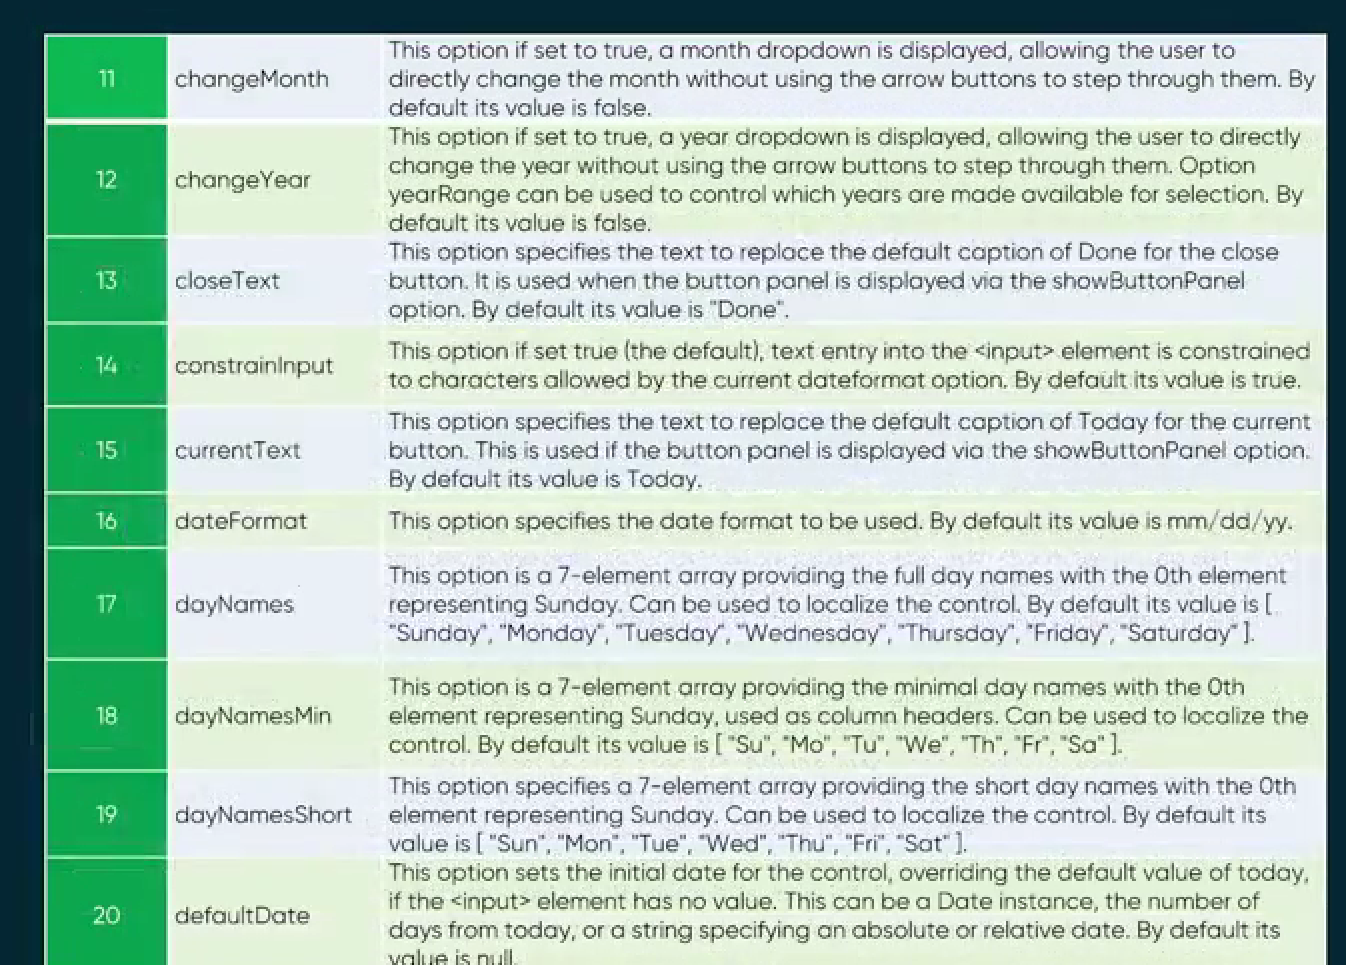 11 changeMonth This option if set to true, a month dropdown is displayed, allowing the user to
directly change the month without using the arrow buttons to step through them. By
default its value is false.
12 changeYear This option if set to true, a year dropdown is displayed, allowing the user to directly
change the year without using the arrow buttons to step through them. Option
yearRange can be used to control which years are made available for selection. By
default its value is false.
13 closeText This option specifies the text to replace the default caption of Done for the close
button. It is used when the button panel is displayed via the showButtonPanel
option. By default its value is "Done".
14 constrainInput This option if set true (the default), text entry into the <input> element is constrained
to characters allowed by the current dateformat option. By default its value is true.
15 currentText This option specifies the text to replace the default caption of Today for the current
button. This is used if the button panel is displayed via the showButtonPanel option.
By default its value is Today.
16 dateFormat This option specifies the date format to be used. By default its value is mm/dd/yy.
17 dayNames This option is a 7-element array providing the full day names with the 0th element
representing Sunday. Can be used to localize the control. By default its value is [
"Sunday", "Monday", "Tuesday", "Wednesday", "Thursday", "Friday", "Saturday" ].
18 dayNamesMin This option is a 7-element array providing the minimal day names with the 0th
element representing Sunday, used as column headers. Can be used to localize the
control. By default its value is [ "Su", "Mo", "Tu", "We", "Th", "Fr", "Sa" ].
19 dayNamesShort This option specifies a 7-element array providing the short day names with the 0th
element representing Sunday. Can be used to localize the control. By default its
value is [ "Sun", "Mon", "Tue", "Wed", "Thu", "Fri", "Sat" ].
20 defaultDate This option sets the initial date for the control, overriding the default value of today,
if the <input> element has no value. This can be a Date instance, the number of
days from today, or a string specifying an absolute or relative date. By default its
value is null.